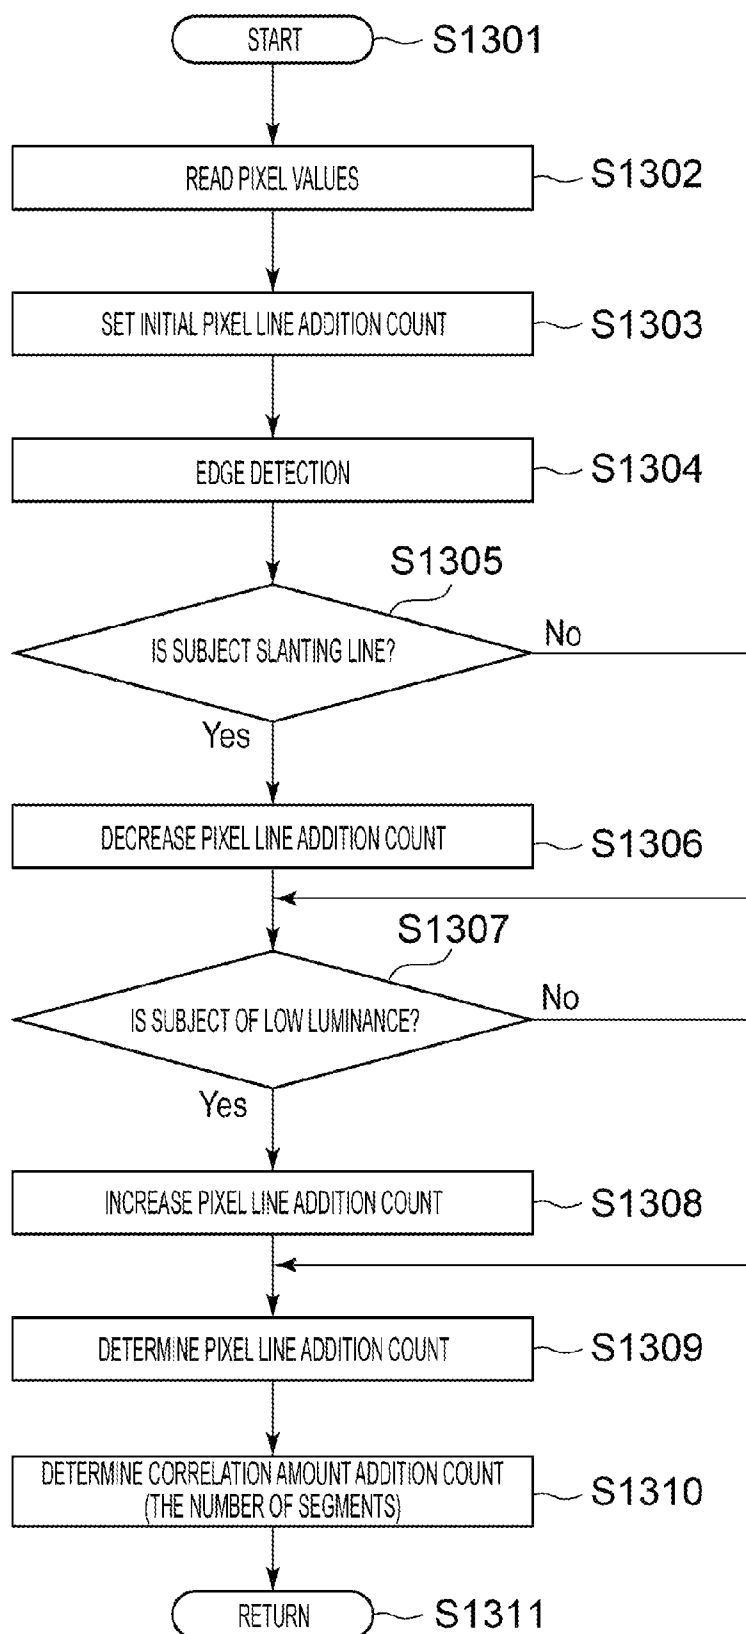 START
S1301
READ PIXEL VALUES
S1302
SET INITIAL PIXEL LINE ADDITION COUNT
S1303
EDGE DETECTION
S1304
S1305
IS SUBJECT SLANTING LINE?
No
Yes
DECREASE PIXEL LINE ADDITION COUNT
S1306
S1307
IS SUBJECT OF LOW LUMINANCE?
No
Yes
INCREASE PIXEL LINE ADDITION COUNT
S1308
DETERMINE PIXEL LINE ADDITION COUNT
S1309
DETERMINE CORRELATION AMOUNT ADDITION COUNT
(THE NUMBER OF SEGMENTS)
S1310
RETURN
S1311